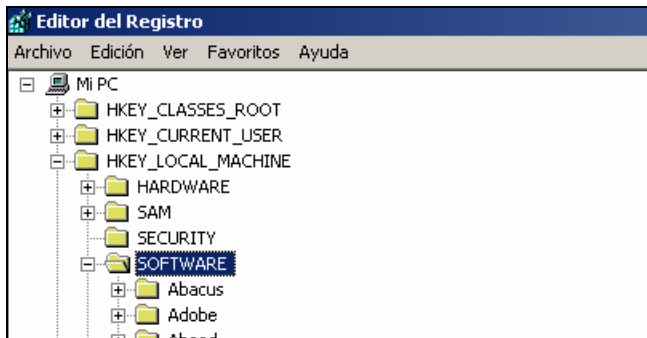 Editor del Registro
Archivo Edición Ver Favoritos Ayuda
Mi PC
HKEY_CLASSES_ROOT
HKEY_CURRENT_USER
HKEY_LOCAL_MACHINE
HARDWARE
SAM
SECURITY
SOFTWARE
Abacus
Adobe